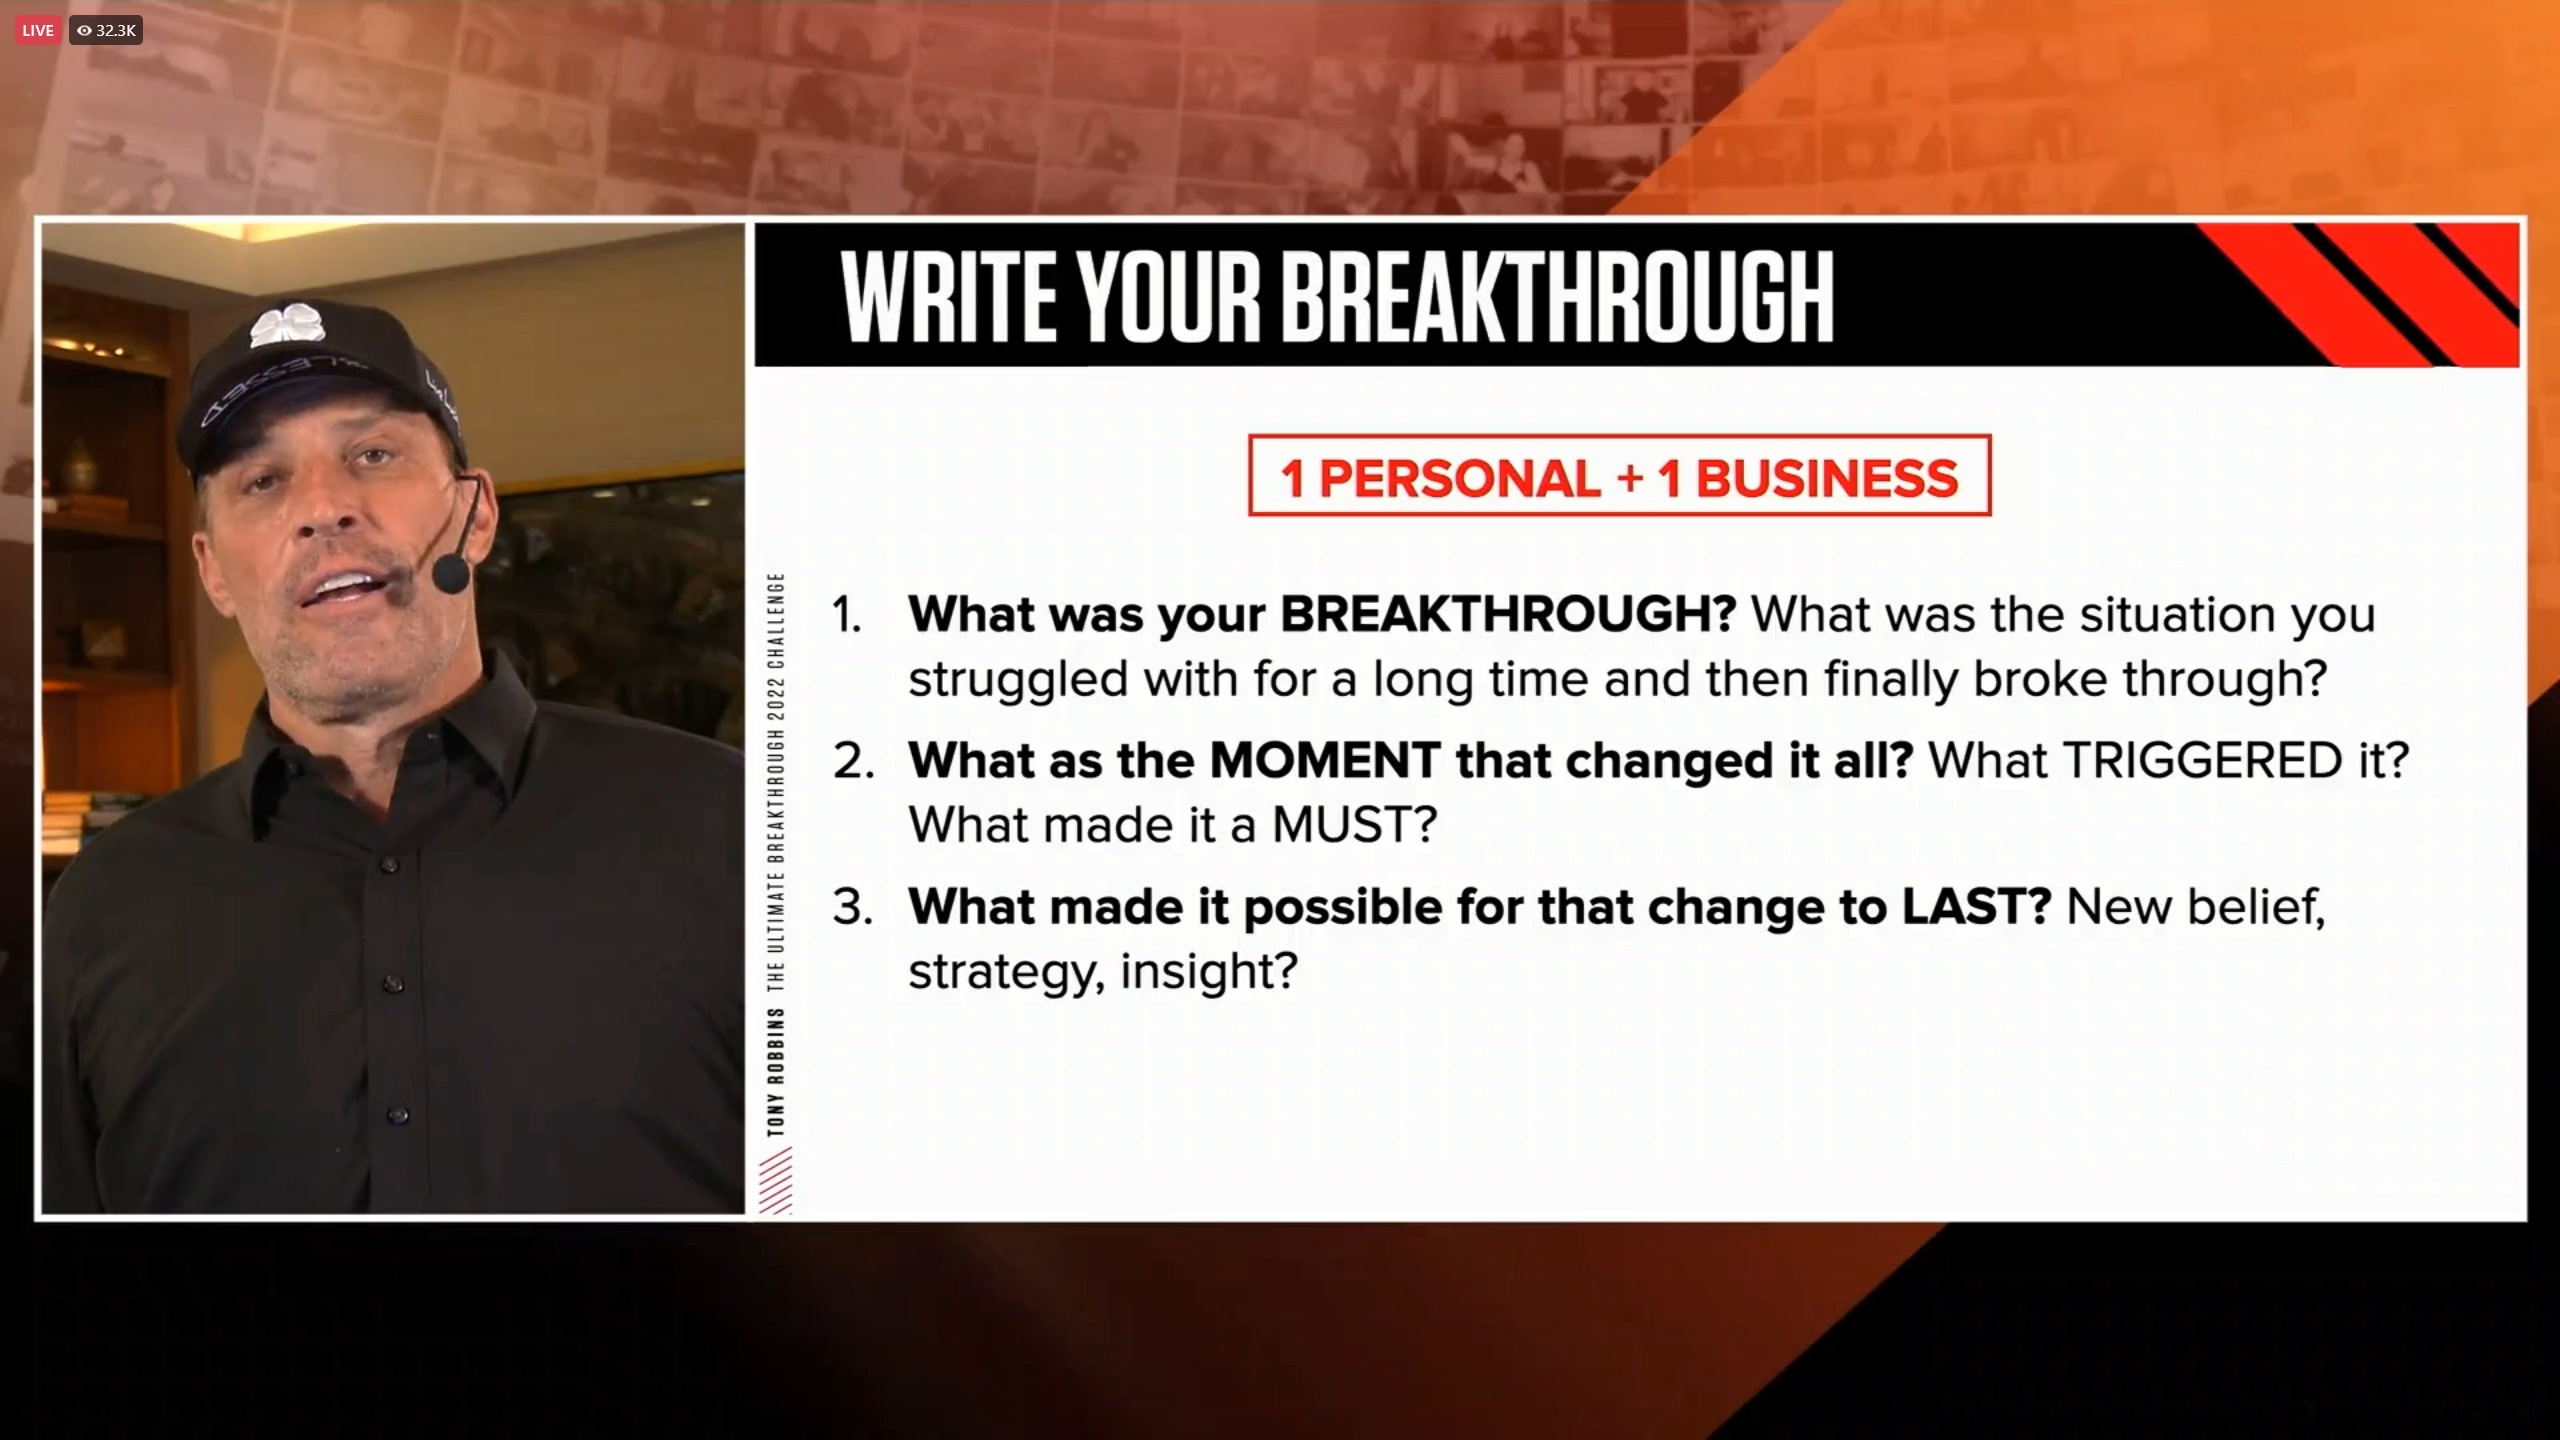 LIVE 32.3K
WRITE YOUR BREAKTHROUGH
1 PERSONAL + 1 BUSINESS
1. What was your BREAKTHROUGH? What was the situation you
struggled with for a long time and then finally broke through?
2. What as the MOMENT that changed it all? What TRIGGERED it?
What made it a MUST?
3. What made it possible for that change to LAST? New belief,
strategy, insight?
TONY ROBBINS THE ULTIMATE BREAKTHROUGH 2022 CHALLENGE
BLESSED